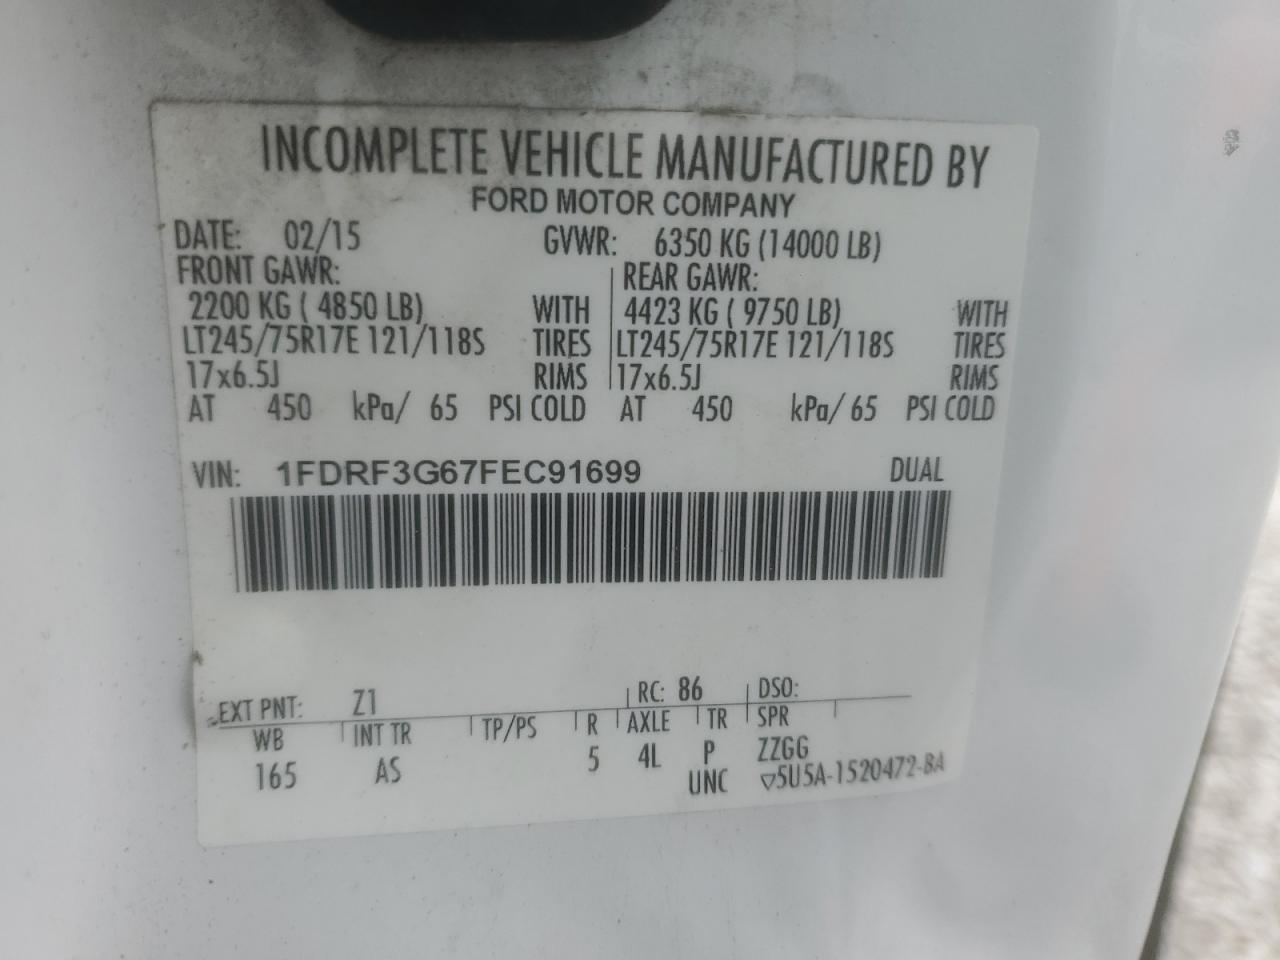 INCOMPLETE VEHICLE MANUFACTURED BY
FORD MOTOR COMPANY
DATE: 02/15 GVWR: 6350 KG (14000 LB)
FRONT GAWR: REAR GAWR:
2200 KG ( 4850 LB) WITH 4423 KG ( 9750 LB) WITH
LT245/75R17E 121/118S TIRES LT245/75R17E 121/118S TIRES
17x6.5J RIMS 17x6.5J RIMS
AT 450 kPa/ 65 PSI COLD AT 450 kPa/ 65 PSI COLD
VIN: 1FDRF3G67FEC91699 DUAL
EXT PNT: Z1 RC: 86 DSO:
WB INT TR TP/PS R AXLE TR SPR
165 AS 5 4L P ZZGG
UNC ▽5U5A-1520472-BA